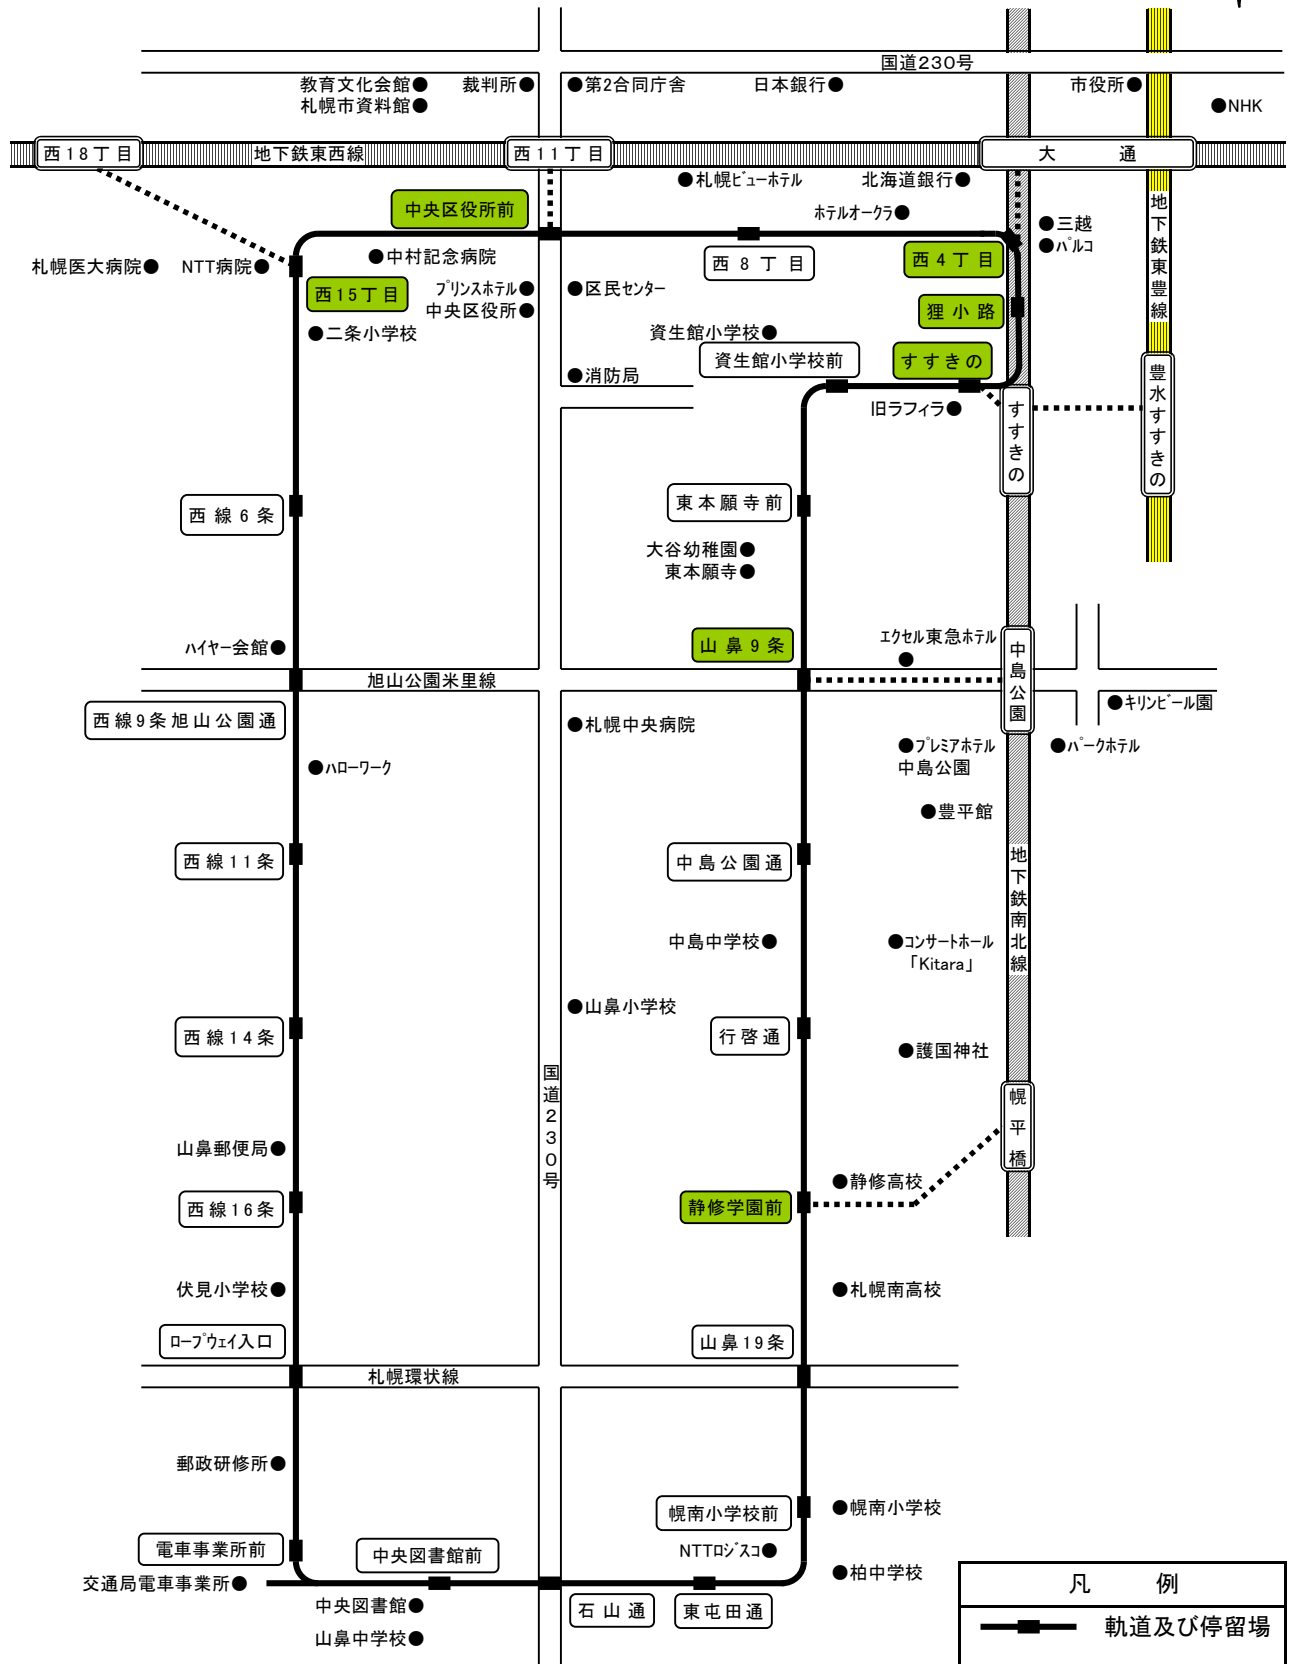 国道230号
教育文化会館● 裁判所● ●第2合同庁舎 日本銀行● 市役所●
札幌市資料館● ●NHK
西18丁目 地下鉄東西線 西11丁目 大通
●札幌ビューホテル 北海道銀行●
中央区役所前 ホテルオークラ● ●三越
地下鉄東豊線
●パルコ
札幌医大病院● NTT病院● ●中村記念病院 西8丁目 西4丁目
西15丁目 プリンスホテル● ●区民センター 狸小路
中央区役所●
●二条小学校 資生館小学校●
資生館小学校前 すすきの
●消防局
旧ラフィラ● すすきの 豊水すすきの
西線6条 東本願寺前
大谷幼稚園●
東本願寺●
ハイヤー会館● 山鼻9条 エクセル東急ホテル
●
中島公園
旭山公園米里線
西線9条旭山公園通 ●札幌中央病院 ●キリンビール園
●プレミアホテル ●パークホテル
中島公園
●ハローワーク
●豊平館
西線11条 中島公園通 地下鉄南北線
中島中学校● ●コンサートホール
「Kitara」
●山鼻小学校
西線14条 行啓通 ●護国神社
国道230号
幌平橋
山鼻郵便局●
●静修高校
西線16条 静修学園前
伏見小学校● ●札幌南高校
ロープウェイ入口 山鼻19条
札幌環状線
郵政研修所●
幌南小学校前 ●幌南小学校
電車事業所前 中央図書館前 NTTロジスコ●
交通局電車事業所● ●柏中学校
中央図書館● 石山通 東屯田通
山鼻中学校●
凡例
軌道及び停留場